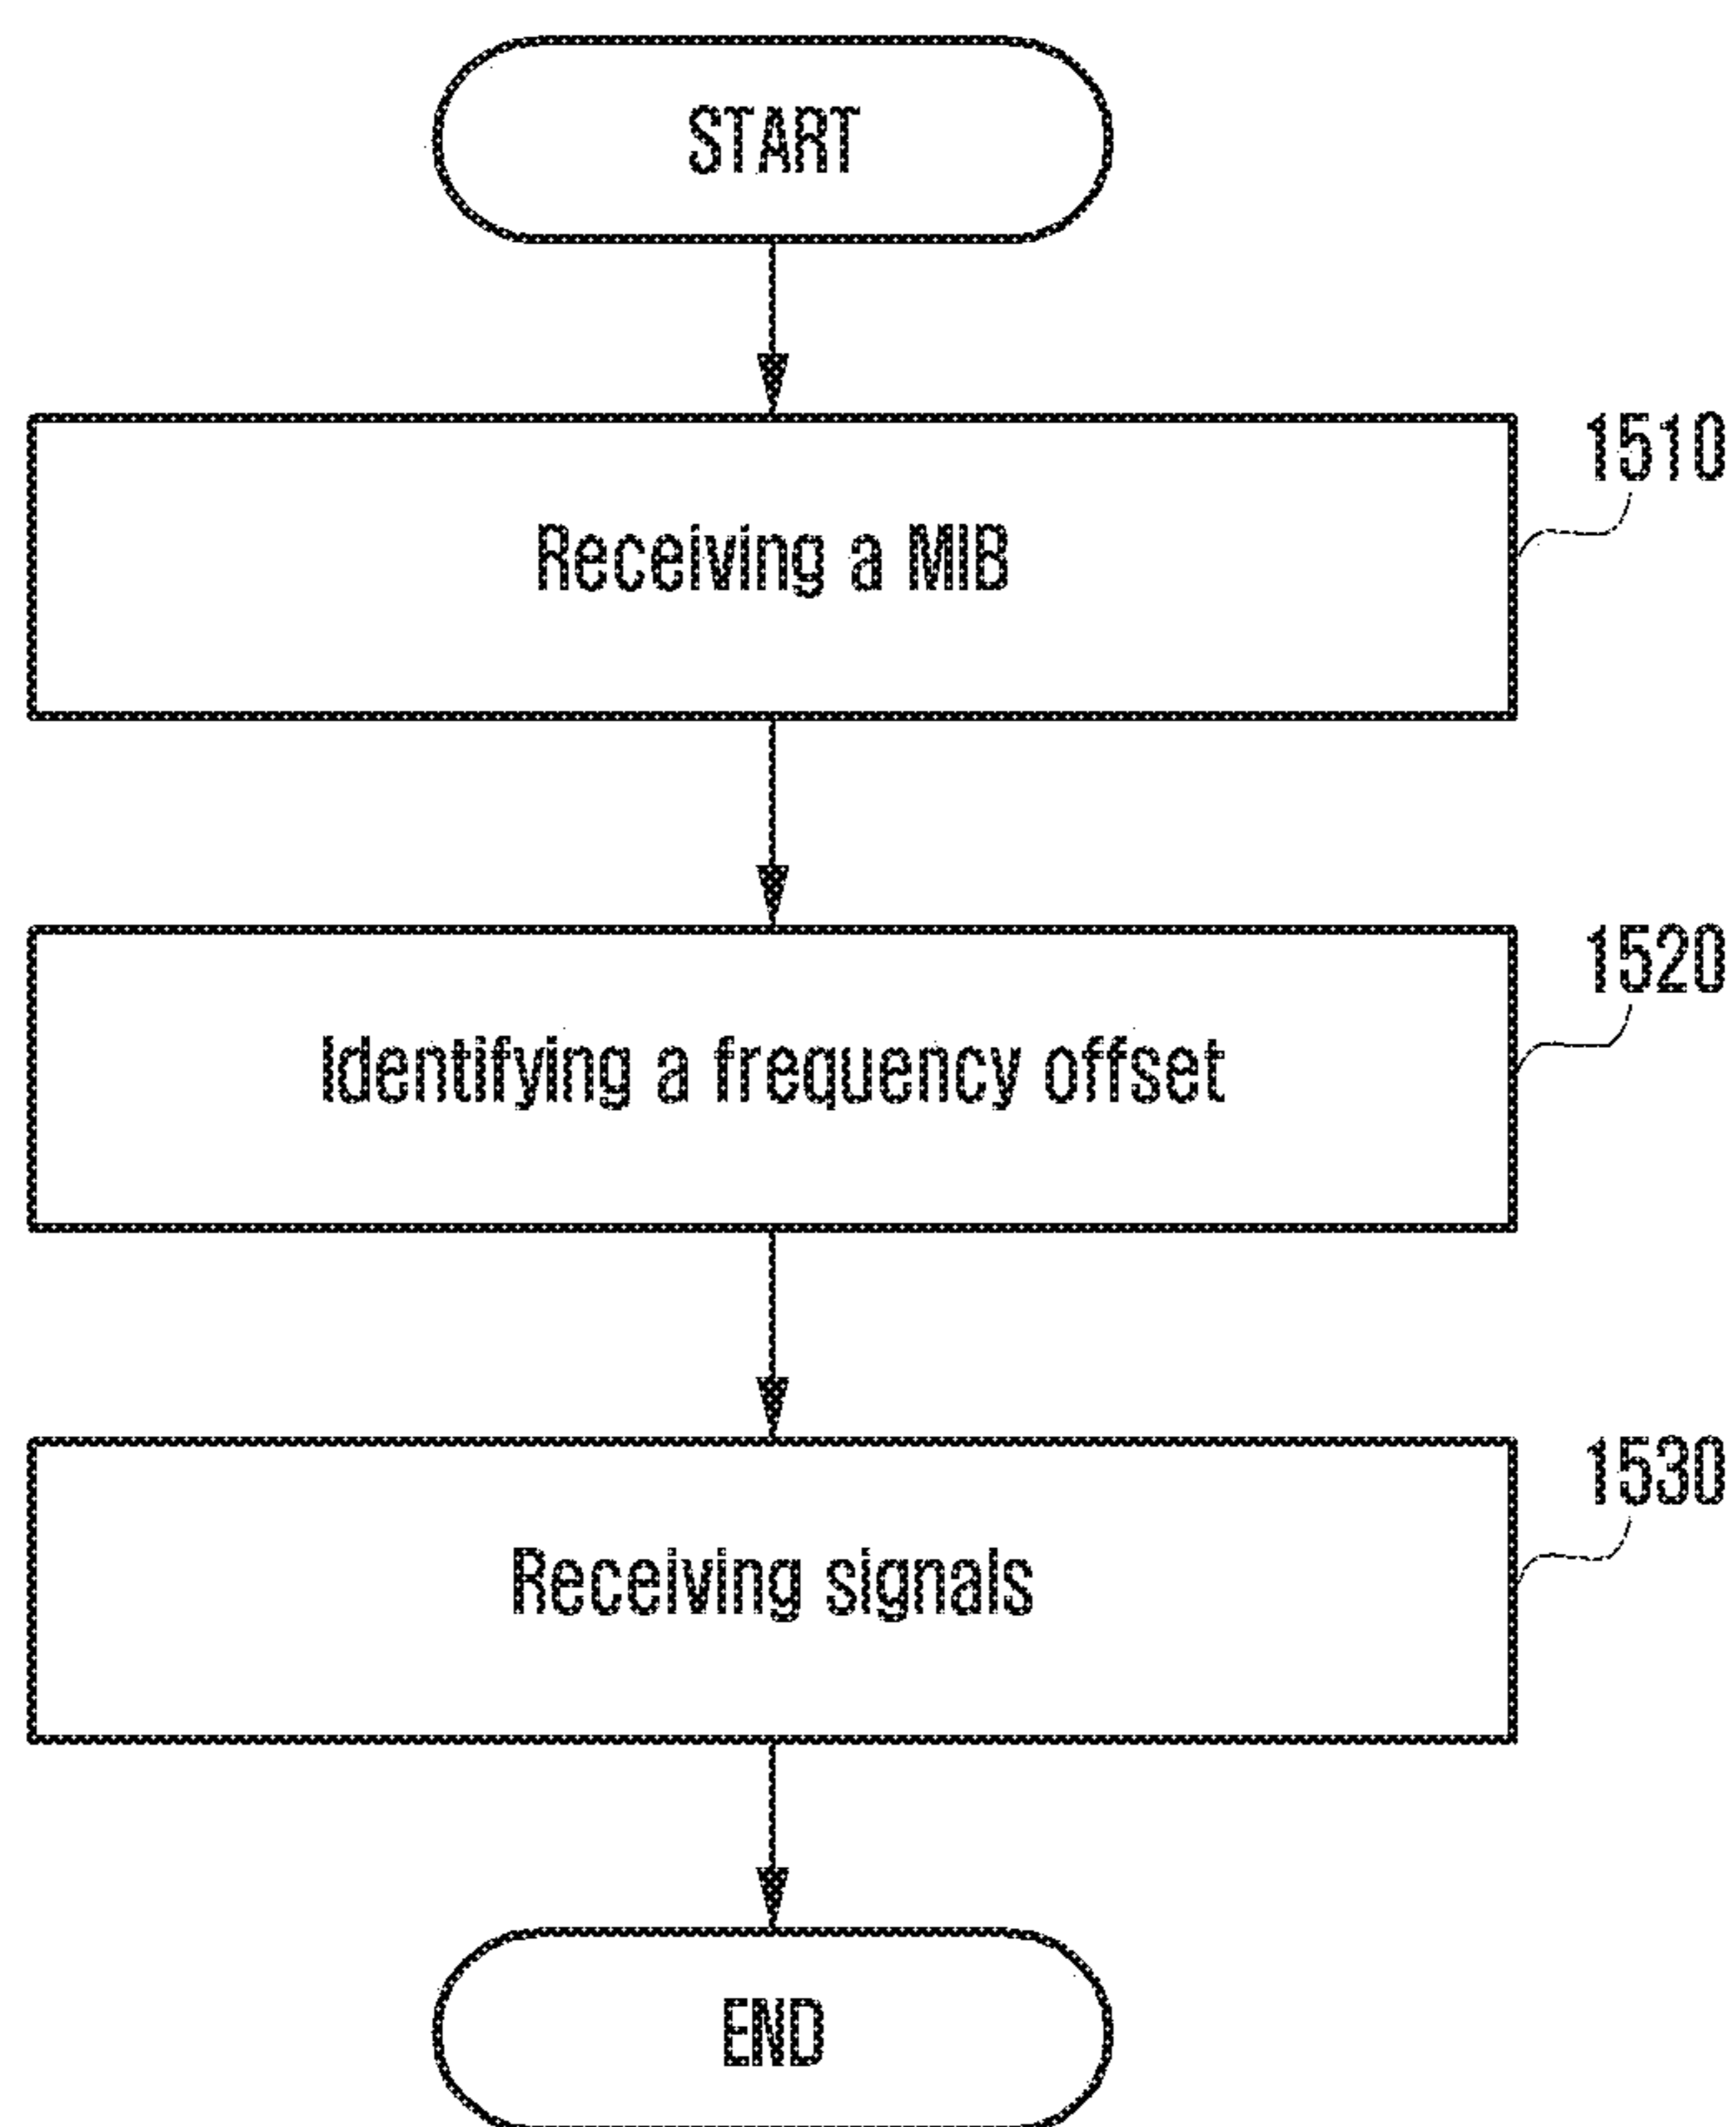 START
1510
Receiving a MIB
1520
Identifying a frequency offset
1530
Receiving signals
END